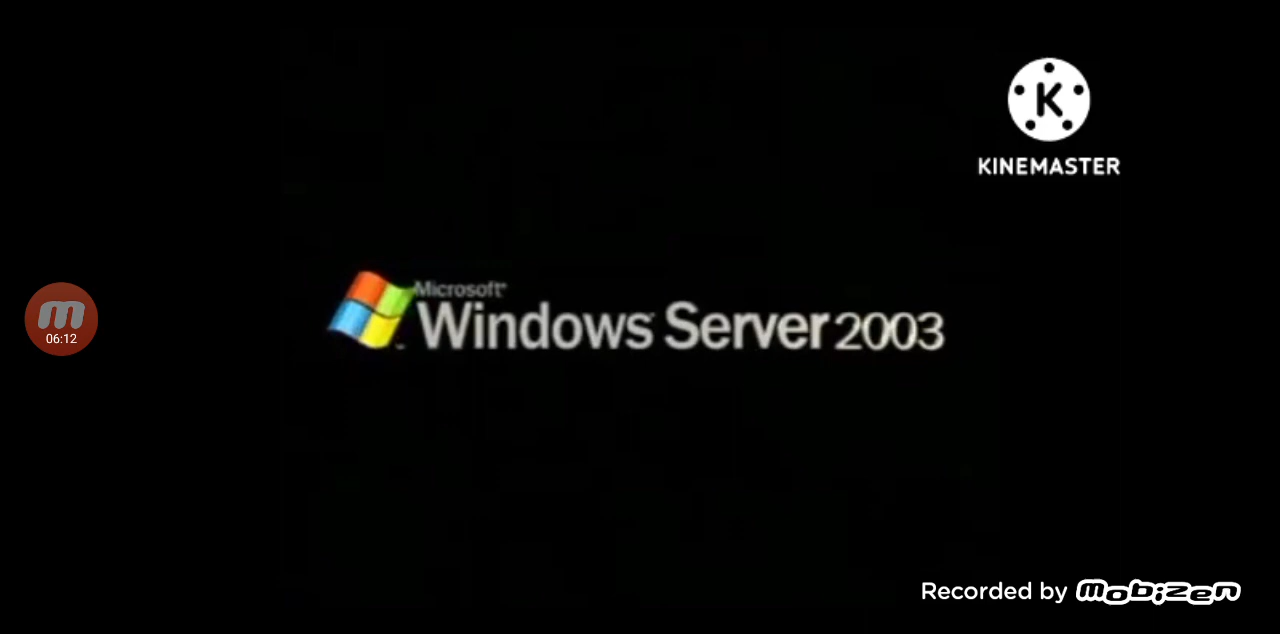 K
KINEMASTER
Microsoft®
Windows Server 2003
06:12
Recorded by mobizen